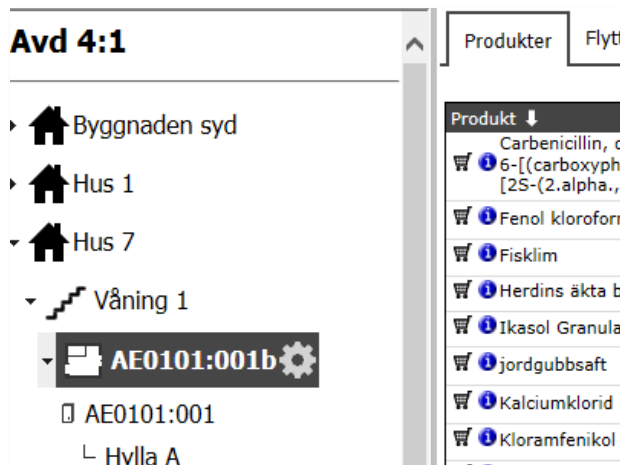 Avd 4:1
Byggnaden syd
Hus 1
Hus 7
Våning 1
AE0101:001b
AE0101:001
Hylla A
Produkter
Produkt
Carbenicillin,
6-[(carboxyph
[2S-(2.alpha.,
Fenol klorofor
Fisklim
Herdins äkta b
Ikasol Granula
jordgubbsaft
Kalciumklorid
Kloramfenikol